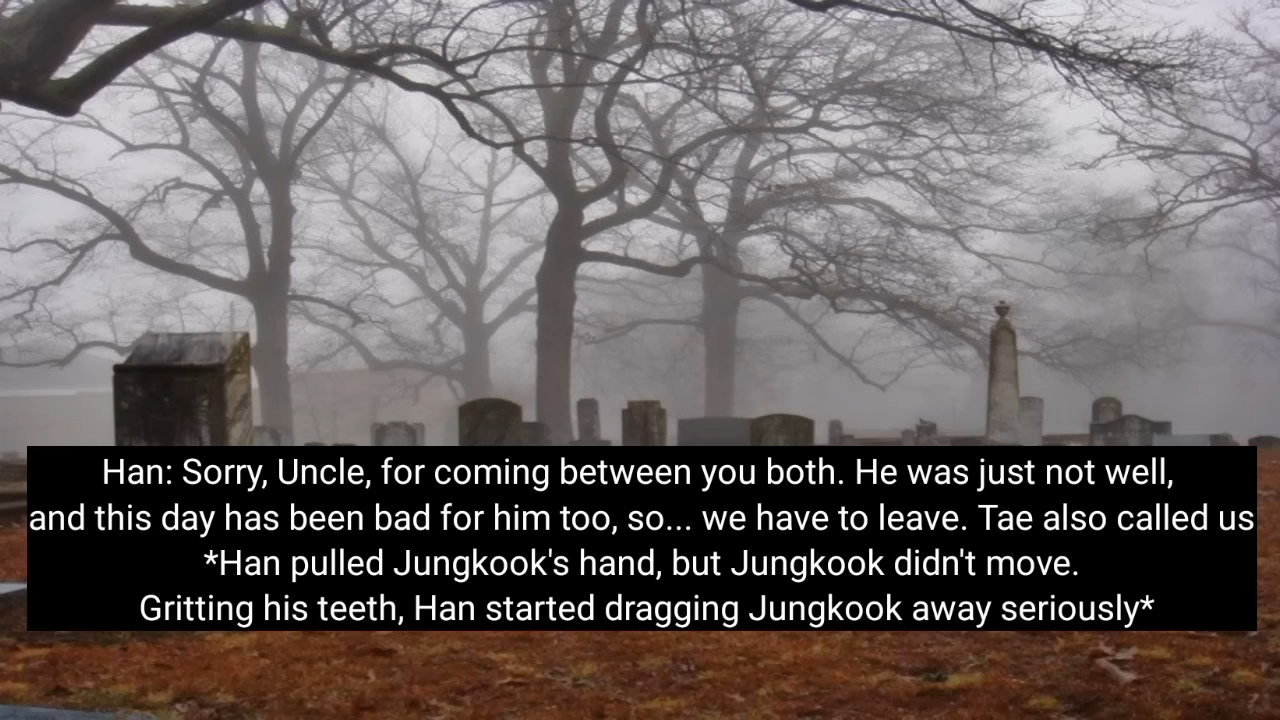 Han: Sorry, Uncle, for coming between you both. He was just not well,
and this day has been bad for him too, so... we have to leave. Tae also called us
*Han pulled Jungkook's hand, but Jungkook didn't move.
Gritting his teeth, Han started dragging Jungkook away seriously*